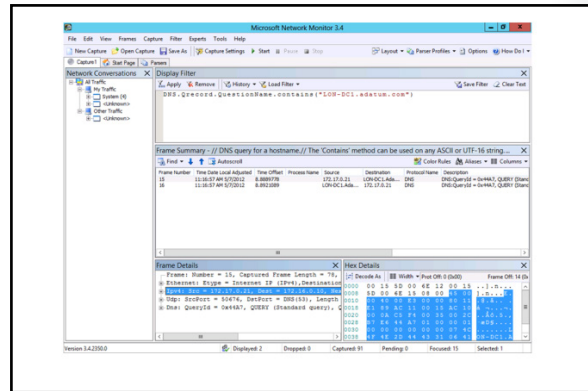 Microsoft Network Monitor 3.4
File Edit View Frames Capture Filter Experts Tools Help
New Capture Open Capture Save As Capture Settings Start Pause Stop Layout Parser Profiles Options How Do I
Capture1 Start Page Parsers
Network Conversations
All Traffic
My Traffic
System (4)
<Unknown>
Other Traffic
<Unknown>
Display Filter
Apply Remove History Load Filter Save Filter Clear Text
DNS.Qrecord.QuestionName.contains("LON-DC1.adatum.com")
Frame Summary - // DNS query for a hostname.// The 'Contains' method can be used on any ASCII or UTF-16 string....
Find Autoscroll Color Rules Aliases Columns
Frame Number Time Date Local Adjusted Time Offset Process Name Source Destination Protocol Name Description
15 11:16:57 AM 5/7/2012 172.17.0.21 LON-DC1.Ada... DNS DNS:QueryId = 0x44A7, QUERY (Stan
16 11:16:57 AM 5/7/2012 LON-DC1.Ada... 172.17.0.21 DNS DNS:QueryId = 0x44A7, QUERY (Stan
Frame Details
Frame: Number = 15, Captured Frame Length = 78,
Ethernet: Etype = Internet IP (IPv4),Destination
Ipv4: Src = 172.17.0.21, Dest = 172.16.0.10,
Udp: SrcPort = 50674, DstPort = DNS(53), Length
Dns: QueryId = 0x44A7, QUERY (Standard query),
Hex Details
Decode As Width Prot Off: 0 (0x00) Frame Off: 14
0000 00 15 5D 00 6E 12 00 15
Version 3.4.2350.0 Displayed: 2 Dropped: 0 Captured: 91 Pending: 0 Focused: 15 Selected: 1